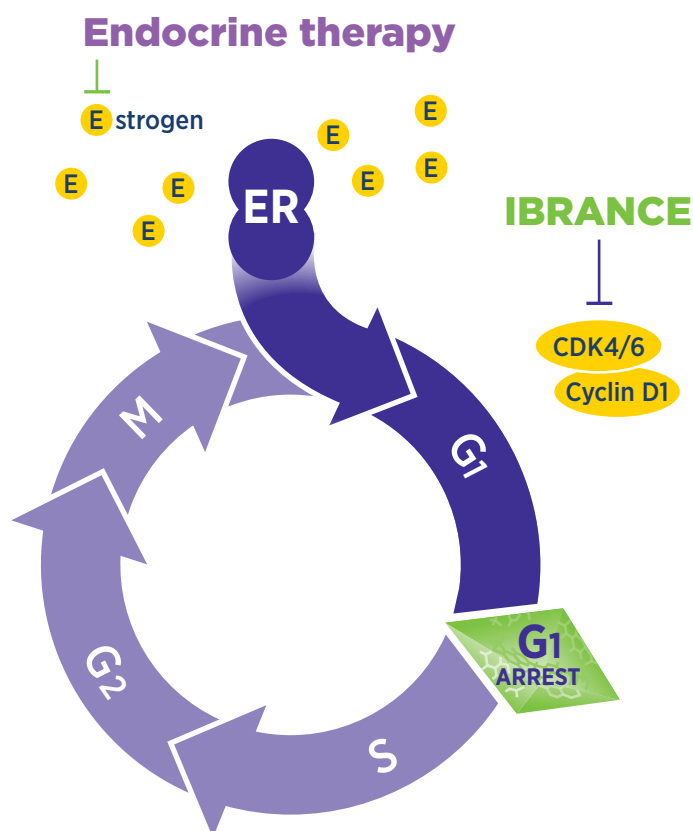 Endocrine therapy
E strogen
E
E
E
E
E
E
E
ER
IBRANCE
CDK4/6
Cyclin D1
G1
G1
ARREST
S
G2
M